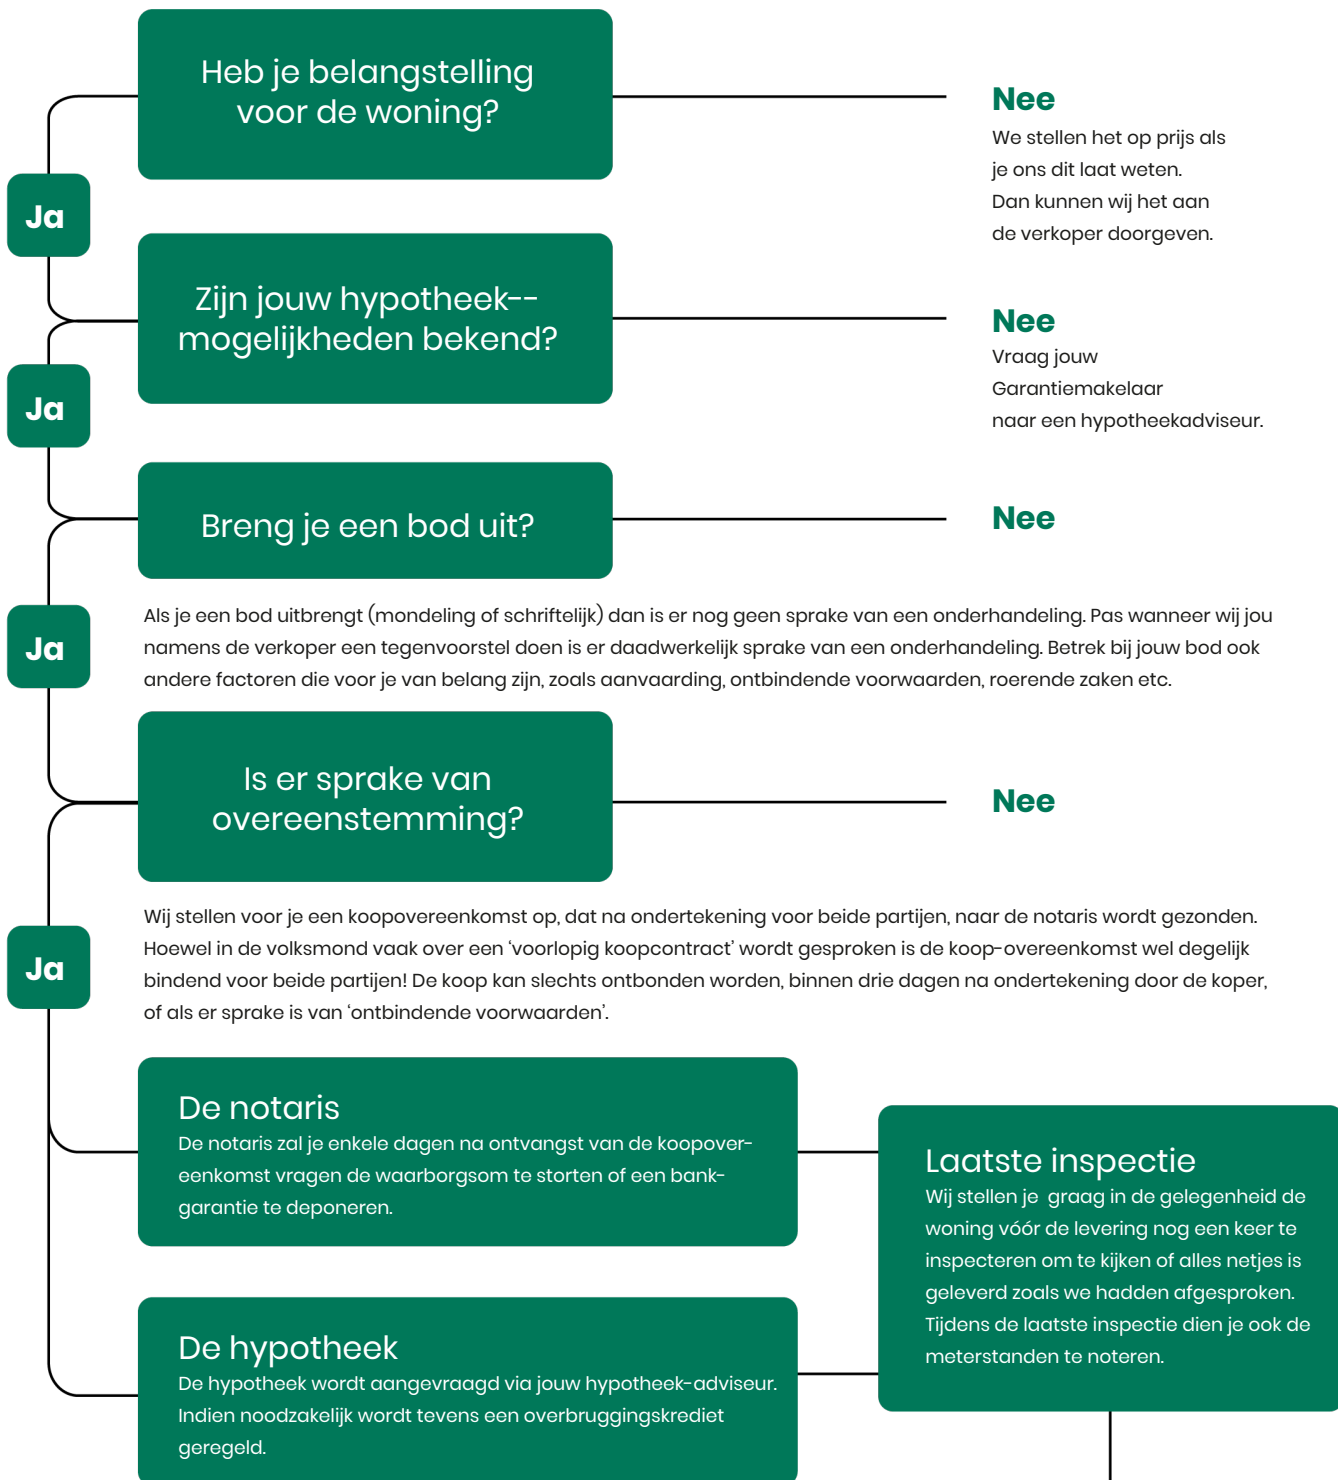 Heb je belangstelling
voor de woning?
Nee
We stellen het op prijs als
je ons dit laat weten.
Dan kunnen wij het aan
de verkoper doorgeven.
Ja
Zijn jouw hypotheek--
mogelijkheden bekend?
Nee
Vraag jouw
Garantiemakelaar
naar een hypotheekadviseur.
Ja
Breng je een bod uit?
Nee
Ja
Als je een bod uitbrengt (mondeling of schriftelijk) dan is er nog geen sprake van een onderhandeling. Pas wanneer wij jou
namens de verkoper een tegenvoorstel doen is er daadwerkelijk sprake van een onderhandeling. Betrek bij jouw bod ook
andere factoren die voor je van belang zijn, zoals aanvaarding, ontbindende voorwaarden, roerende zaken etc.
Is er sprake van
overeenstemming?
Nee
Ja
Wij stellen voor je een koopovereenkomst op, dat na ondertekening voor beide partijen, naar de notaris wordt gezonden.
Hoewel in de volksmond vaak over een ‘voorlopig koopcontract’ wordt gesproken is de koop-overeenkomst wel degelijk
bindend voor beide partijen! De koop kan slechts ontbonden worden, binnen drie dagen na ondertekening door de koper,
of als er sprake is van ‘ontbindende voorwaarden’.
De notaris
De notaris zal je enkele dagen na ontvangst van de koopover-
eenkomst vragen de waarborgsom te storten of een bank-
garantie te deponeren.
Laatste inspectie
Wij stellen je graag in de gelegenheid de
woning vóór de levering nog een keer te
inspecteren om te kijken of alles netjes is
geleverd zoals we hadden afgesproken.
Tijdens de laatste inspectie dien je ook de
meterstanden te noteren.
De hypotheek
De hypotheek wordt aangevraagd via jouw hypotheek-adviseur.
Indien noodzakelijk wordt tevens een overbruggingskrediet
geregeld.